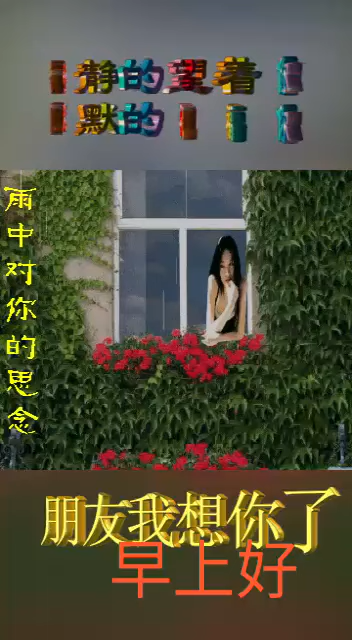 静的望着
默的
雨中对你的思念
朋友我想你了
早上好